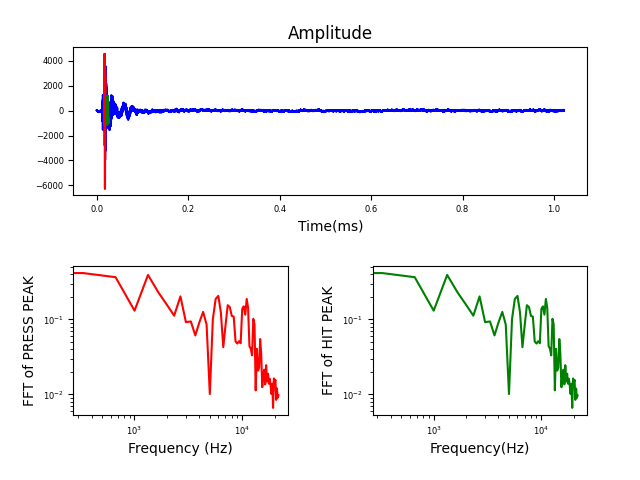 Amplitude
4000
2000
0
−2000
−4000
−6000
0.0 0.2 0.4 0.6 0.8 1.0
Time(ms)
FFT of PRESS PEAK
10⁻¹
10⁻²
10³ 10⁴
Frequency (Hz)
FFT of HIT PEAK
10⁻¹
10⁻²
10³ 10⁴
Frequency(Hz)